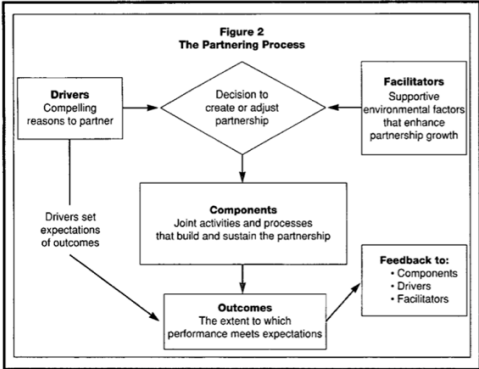 Figure 2
The Partnering Process
Drivers
Compelling
reasons to partner
Decision to
create or adjust
partnership
Facilitators
Supportive
environmental factors
that enhance
partnership growth
Drivers set
expectations
of outcomes
Components
Joint activities and processes
that build and sustain the partnership
Feedback to:
• Components
• Drivers
• Facilitators
Outcomes
The extent to which
performance meets expectations